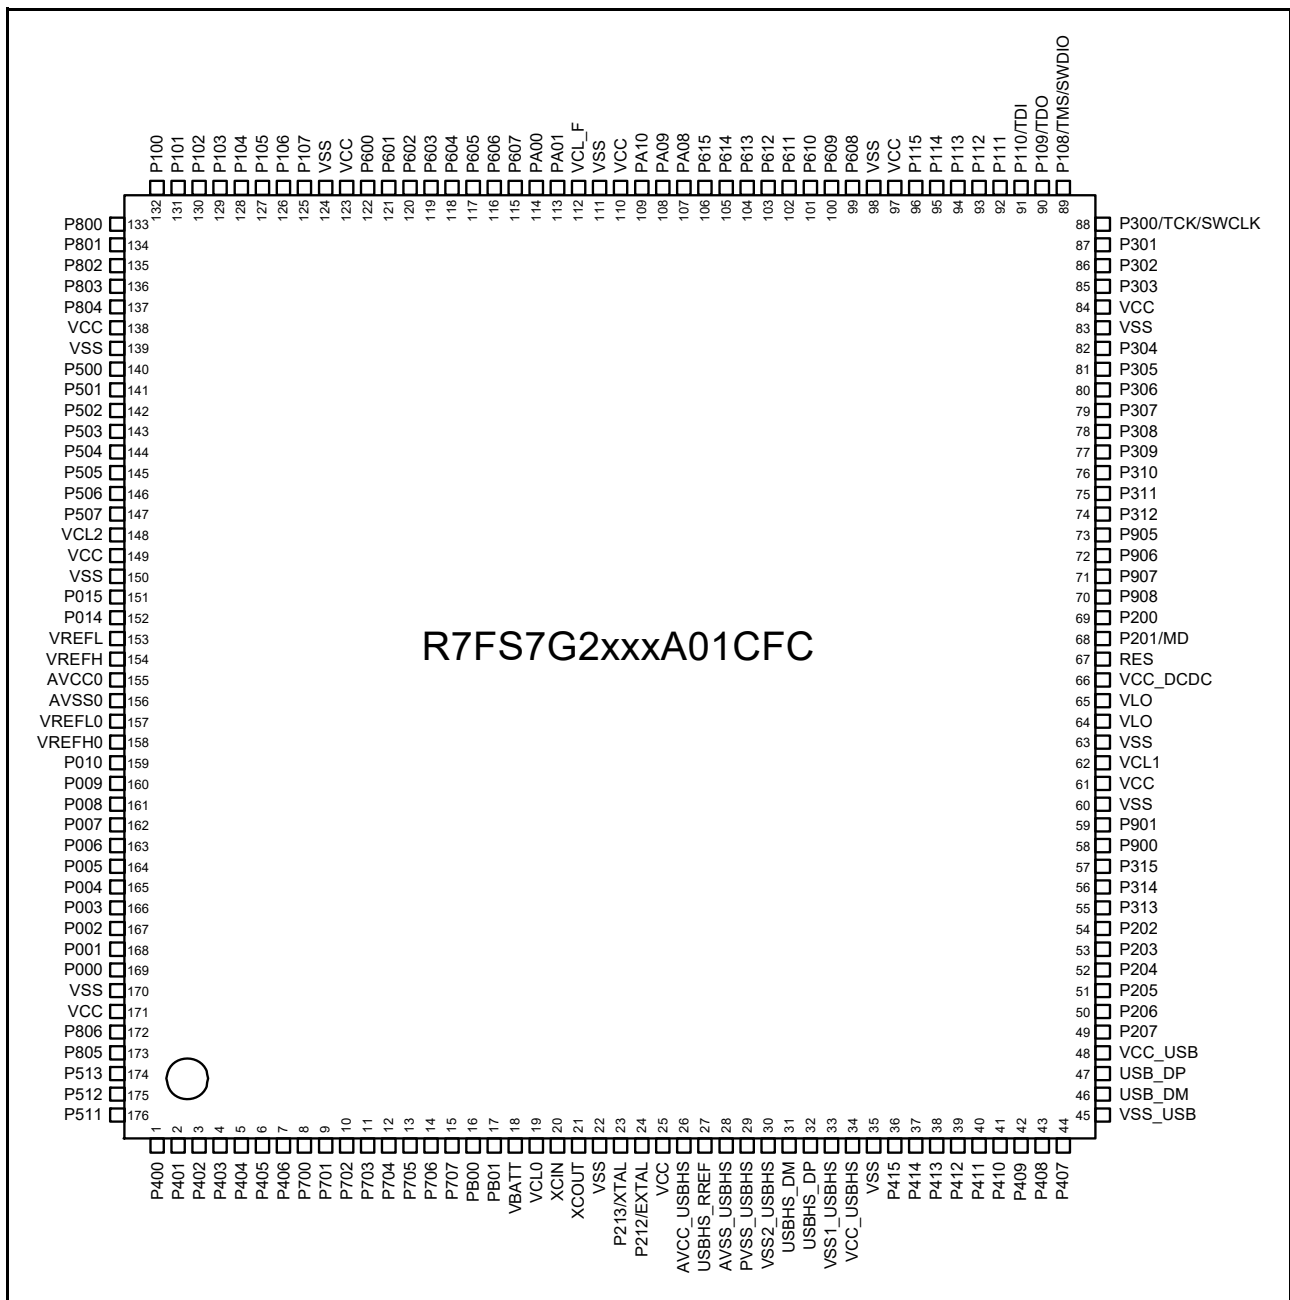 P100
P101
P102
P103
P104
P105
P106
P107
VSS
VCC
P600
P601
P602
P603
P604
P605
P606
P607
PA00
PA01
VCL_F
VSS
VCC
PA10
PA09
PA08
P615
P614
P613
P612
P611
P610
P609
P608
VSS
VCC
P115
P114
P113
P112
P111
P110/TDI
P109/TDO
P108/TMS/SWDIO
132
131
130
129
128
127
126
125
124
123
122
121
120
119
118
117
116
115
114
113
112
111
110
109
108
107
106
105
104
103
102
101
100
99
98
97
96
95
94
93
92
91
90
89
P800 133
P801 134
P802 135
P803 136
P804 137
VCC 138
VSS 139
P500 140
P501 141
P502 142
P503 143
P504 144
P505 145
P506 146
P507 147
VCL2 148
VCC 149
VSS 150
P015 151
P014 152
VREFL 153
VREFH 154
AVCC0 155
AVSS0 156
VREFL0 157
VREFH0 158
P010 159
P009 160
P008 161
P007 162
P006 163
P005 164
P004 165
P003 166
P002 167
P001 168
P000 169
VSS 170
VCC 171
P806 172
P805 173
P513 174
P512 175
P511 176
R7FS7G2xxxA01CFC
88 P300/TCK/SWCLK
87 P301
86 P302
85 P303
84 VCC
83 VSS
82 P304
81 P305
80 P306
79 P307
78 P308
77 P309
76 P310
75 P311
74 P312
73 P905
72 P906
71 P907
70 P908
69 P200
68 P201/MD
67 RES
66 VCC_DCDC
65 VLO
64 VLO
63 VSS
62 VCL1
61 VCC
60 VSS
59 P901
58 P900
57 P315
56 P314
55 P313
54 P202
53 P203
52 P204
51 P205
50 P206
49 P207
48 VCC_USB
47 USB_DP
46 USB_DM
45 VSS_USB
1
2
3
4
5
6
7
8
9
10
11
12
13
14
15
16
17
18
19
20
21
22
23
24
25
26
27
28
29
30
31
32
33
34
35
36
37
38
39
40
41
42
43
44
P400
P401
P402
P403
P404
P405
P406
P700
P701
P702
P703
P704
P705
P706
P707
PB00
PB01
VBATT
VCL0
XCIN
XCOUT
VSS
P213/XTAL
P212/EXTAL
VCC
AVCC_USBHS
USBHS_RREF
AVSS_USBHS
PVSS_USBHS
VSS2_USBHS
USBHS_DM
USBHS_DP
VSS1_USBHS
VCC_USBHS
VSS
P415
P414
P413
P412
P411
P410
P409
P408
P407